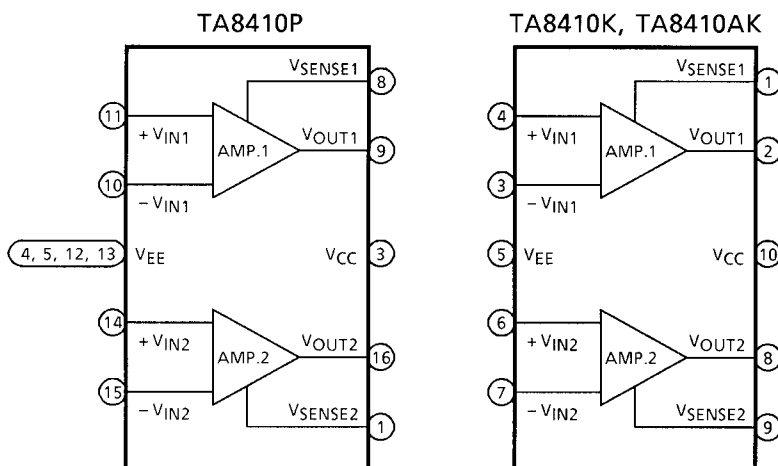 TA8410P
VSENSE1
8
11
+ VIN1
AMP.1
VOUT1
9
10
- VIN1
4, 5, 12, 13
VEE
VCC
3
14
+ VIN2
AMP.2
VOUT2
16
15
- VIN2
VSENSE2
1
TA8410K, TA8410AK
VSENSE1
1
4
+ VIN1
AMP.1
VOUT1
2
3
- VIN1
5
VEE
VCC
10
6
+ VIN2
AMP.2
VOUT2
8
7
- VIN2
VSENSE2
9